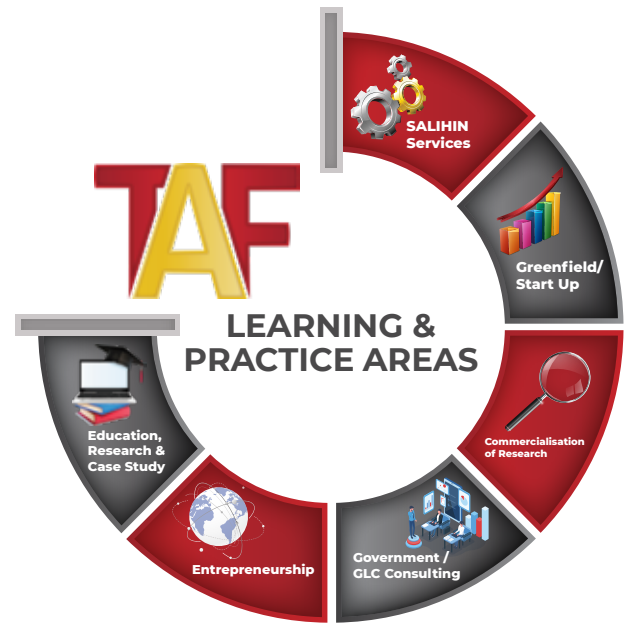 SALIHIN
Services
TAF
Greenfield/
Start Up
LEARNING &
PRACTICE AREAS
Commercialisation
of Research
Education,
Research &
Case Study
Government /
GLC Consulting
Entrepreneurship